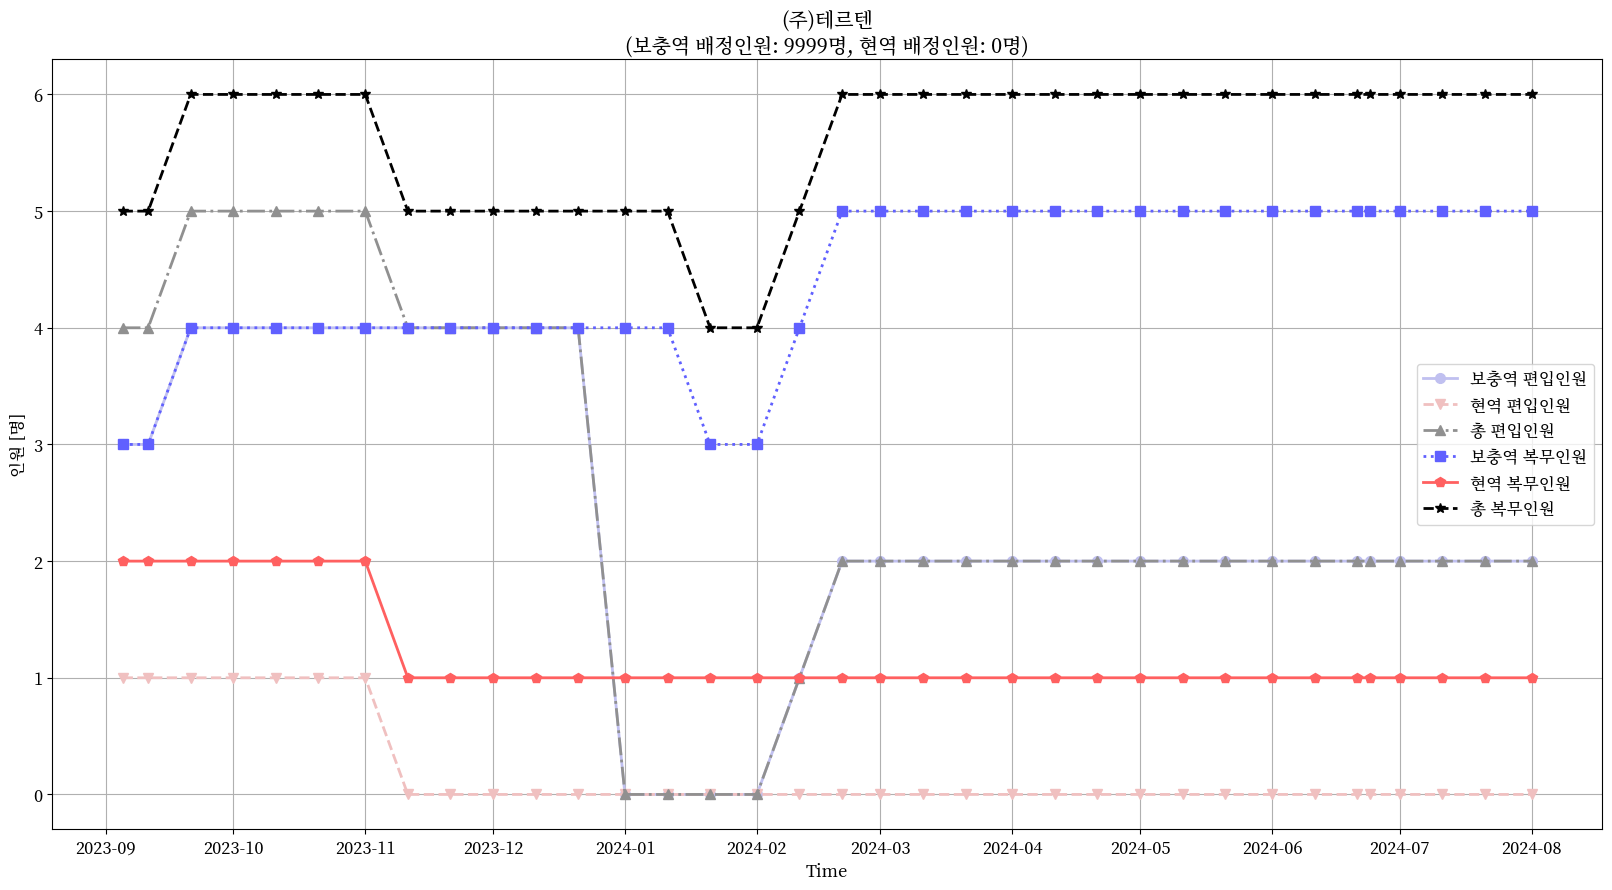 (주)테르텐
(보충역 배정인원: 9999명, 현역 배정인원: 0명)
인원 [명]
6
5
4
3
2
1
0
보충역 편입인원
현역 편입인원
총 편입인원
보충역 복무인원
현역 복무인원
총 복무인원
2023-09 2023-10 2023-11 2023-12 2024-01 2024-02 2024-03 2024-04 2024-05 2024-06 2024-07 2024-08
Time